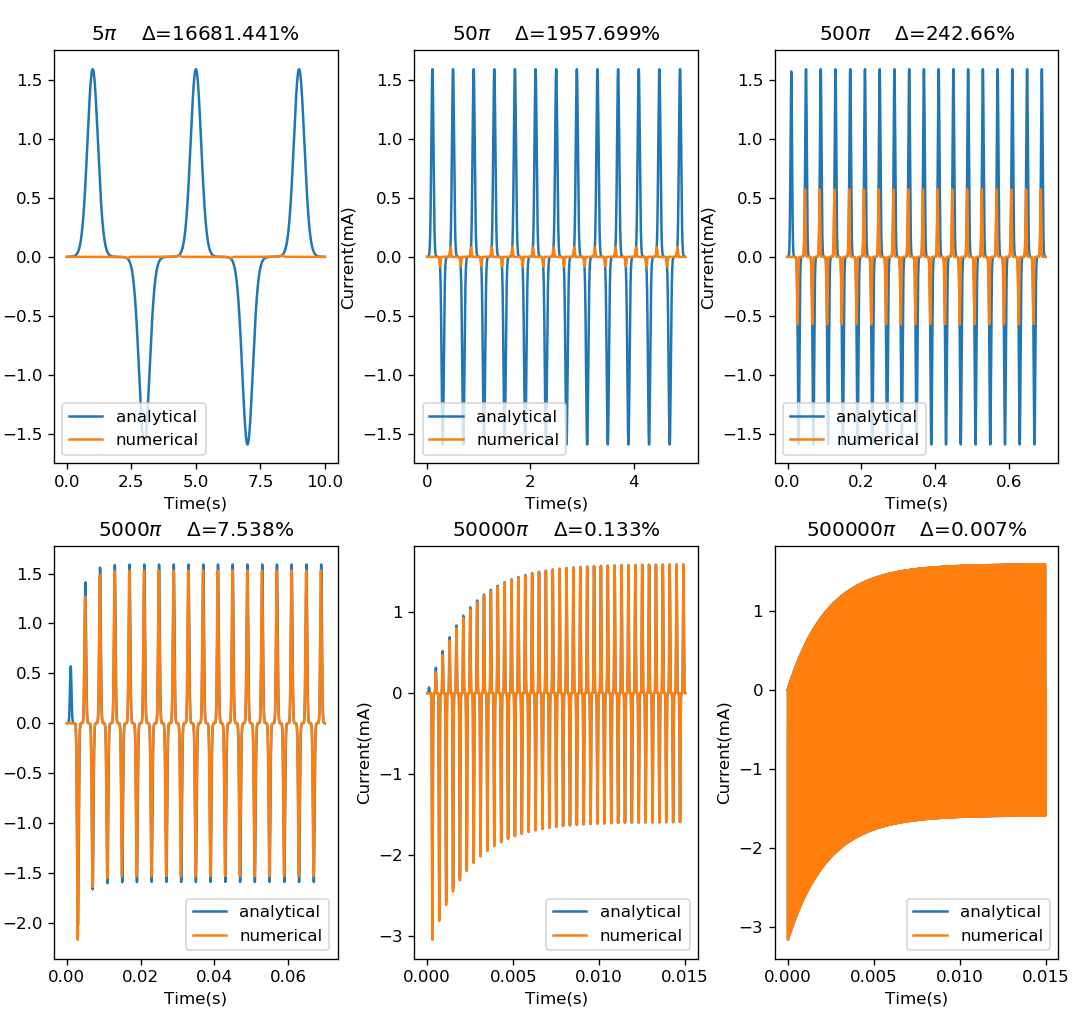 5π Δ=16681.441%
1.5
1.0
0.5
0.0
−0.5
−1.0
−1.5
analytical
numerical
0.0 2.5 5.0 7.5 10.0
Time(s)
50π Δ=1957.699%
Current(mA)
1.5
1.0
0.5
0.0
−0.5
−1.0
−1.5
analytical
numerical
0 2 4
Time(s)
500π Δ=242.66%
Current(mA)
1.5
1.0
0.5
0.0
−0.5
−1.0
−1.5
analytical
numerical
0.0 0.2 0.4 0.6
Time(s)
5000π Δ=7.538%
1.5
1.0
0.5
0.0
−0.5
−1.0
−1.5
−2.0
analytical
numerical
0.00 0.02 0.04 0.06
Time(s)
50000π Δ=0.133%
Current(mA)
1
0
−1
−2
−3
analytical
numerical
0.000 0.005 0.010 0.015
Time(s)
500000π Δ=0.007%
Current(mA)
1
0
−1
−2
−3
analytical
numerical
0.000 0.005 0.010 0.015
Time(s)